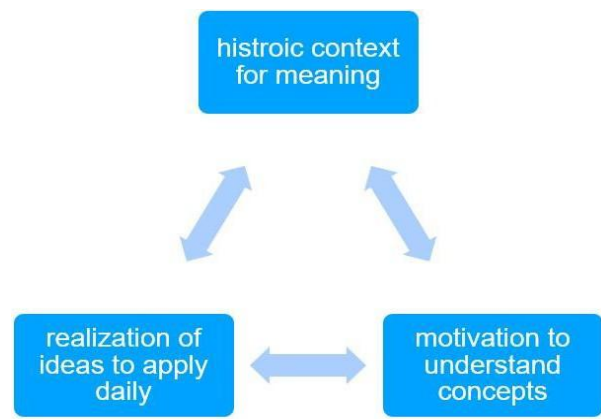 histroic context
for meaning
realization of
ideas to apply
daily
motivation to
understand
concepts